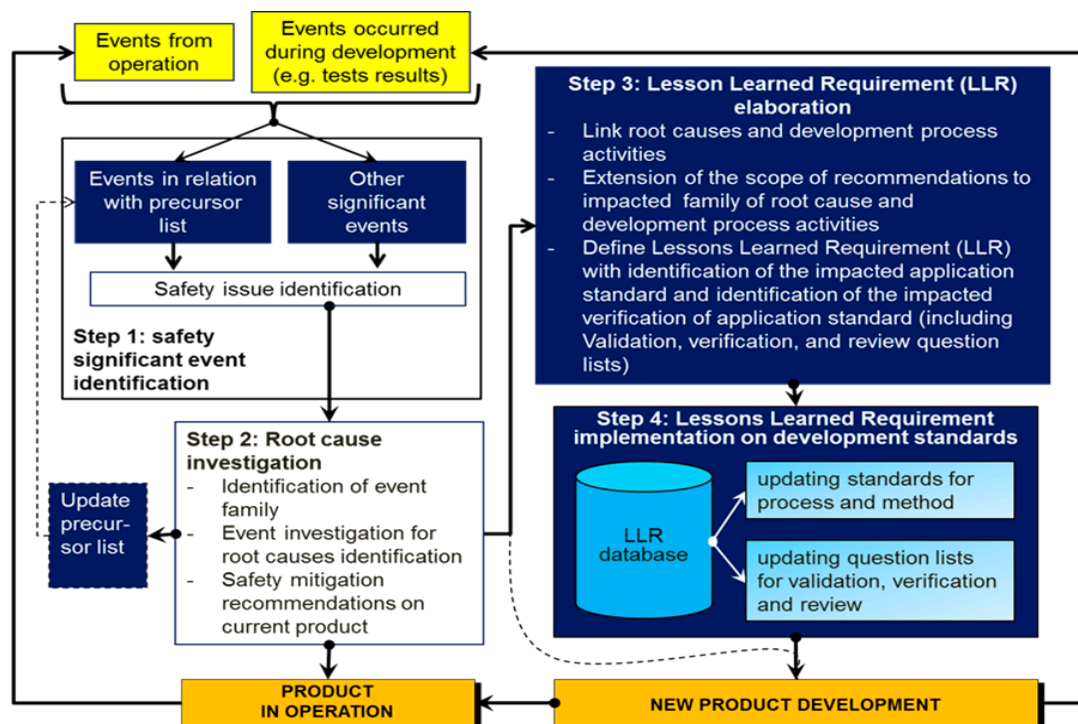 Events from
operation
Events occurred
during development
(e.g. tests results)
Events in relation
with precursor
list
Other
significant
events
Safety issue identification
Step 1: safety
significant event
identification
Step 2: Root cause
investigation
- Identification of event
family
- Event investigation for
root causes identification
- Safety mitigation
recommendations on
current product
Update
precur-
sor list
PRODUCT
IN OPERATION
Step 3: Lesson Learned Requirement (LLR)
elaboration
- Link root causes and development process
activities
- Extension of the scope of recommendations to
impacted family of root cause and
development process activities
- Define Lessons Learned Requirement (LLR)
with identification of the impacted application
standard and identification of the impacted
verification of application standard (including
Validation, verification, and review question
lists)
Step 4: Lessons Learned Requirement
implementation on development standards
LLR
database
updating standards for
process and method
updating question lists
for validation, verification
and review
NEW PRODUCT DEVELOPMENT